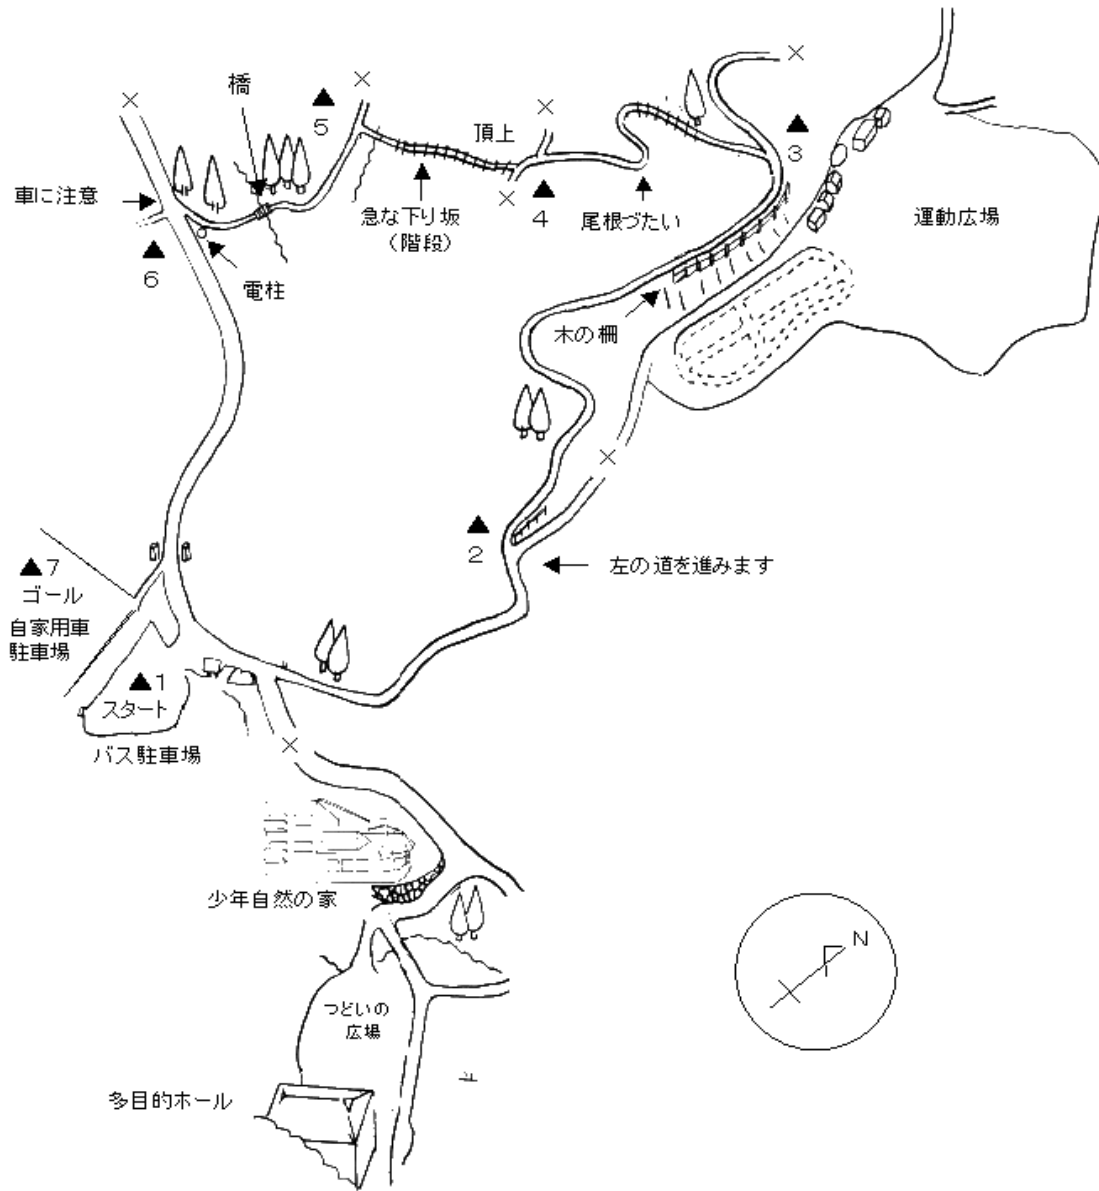 橋
▲5
頂上
▲3
車に注意
急な下り坂
(階段)
▲4
尾根づたい
運動広場
▲6
電柱
木の柵
▲2
左の道を進みます
▲7
ゴール
自家用車
駐車場
▲1
スタート
バス駐車場
少年自然の家
N
つどいの
広場
多目的ホール